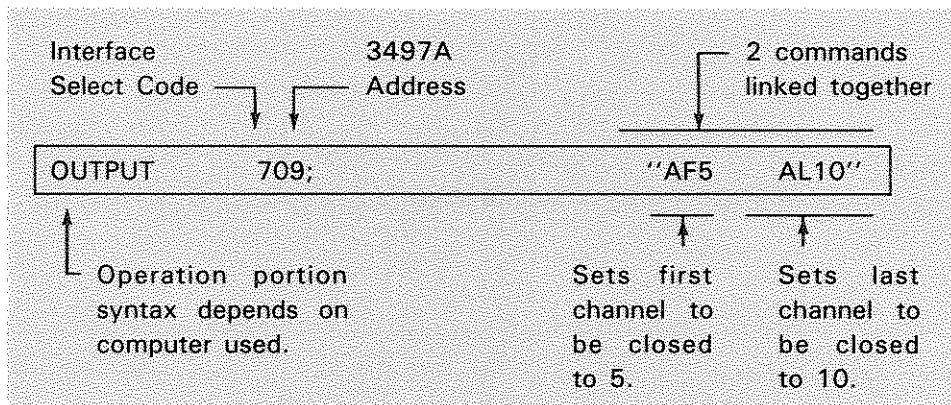 Interface
Select Code
3497A
Address
2 commands
linked together
OUTPUT 709; ''AF5 AL10''
Operation portion
syntax depends on
computer used.
Sets first
channel to
be closed
to 5.
Sets last
channel to
be closed
to 10.